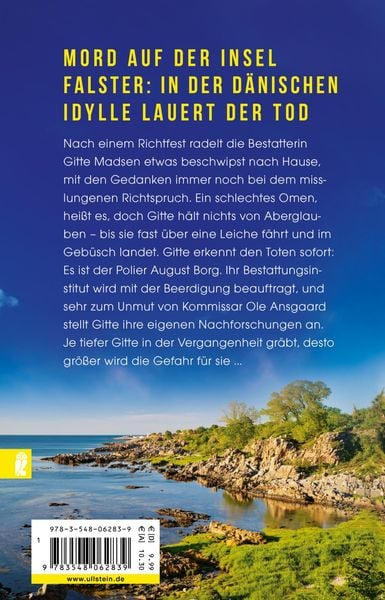 MORD AUF DER INSEL
FALSTER: IN DER DÄNISCHEN
IDYLLE LAUERT DER TOD
Nach einem Richtfest radelt die Bestatterin
Gitte Madsen etwas beschwipst nach Hause,
mit den Gedanken immer noch bei dem miss-
lungenen Richtspruch. Ein schlechtes Omen,
heißt es, doch Gitte hält nichts von Aberglau-
ben – bis sie fast über eine Leiche fährt und im
Gebüsch landet. Gitte erkennt den Toten sofort:
Es ist der Polier August Borg. Ihr Bestattungsin-
stitut wird mit der Beerdigung beauftragt, und
sehr zum Unmut von Kommissar Ole Ansgaard
stellt Gitte ihre eigenen Nachforschungen an.
Je tiefer Gitte in der Vergangenheit gräbt, desto
größer wird die Gefahr für sie ...
978-3-548-06283-9
1
€ (D) 9,99
€ (A) 10,30
9 783548 062839
www.ullstein.de